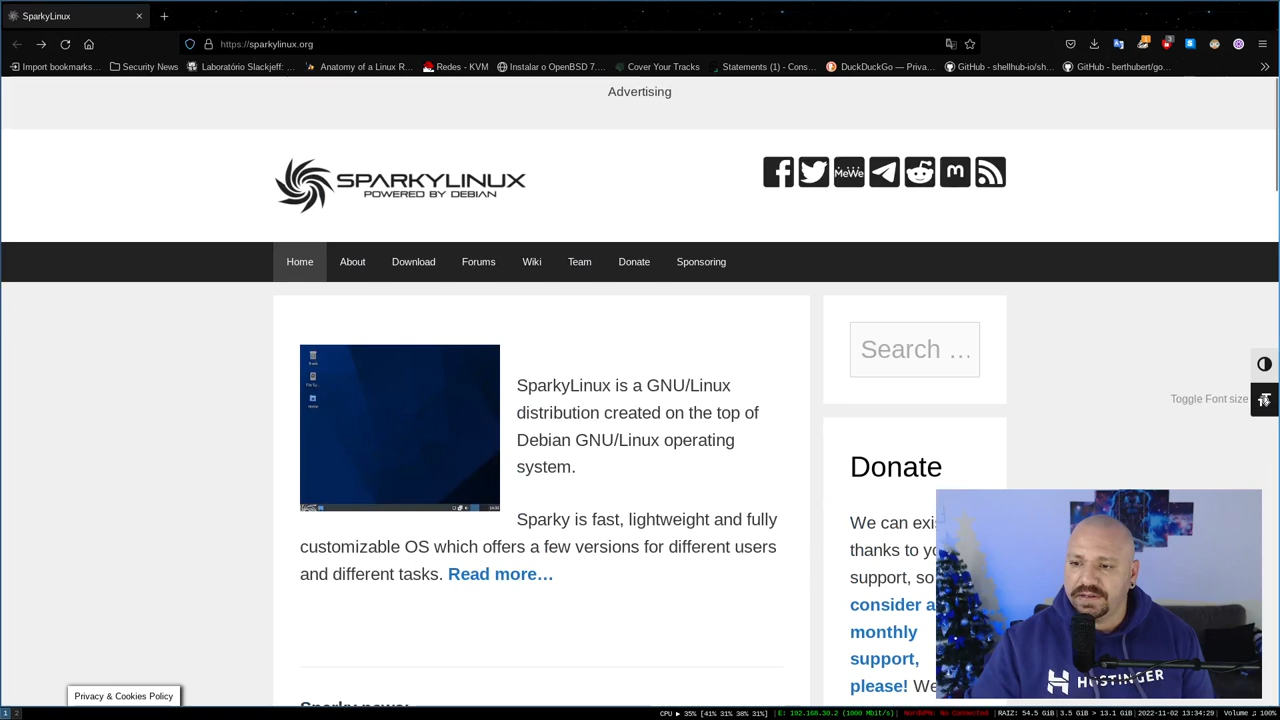 SparkyLinux
https://sparkylinux.org
Import bookmarks…
Security News
Laboratório Slackjeff: …
Anatomy of a Linux R…
Redes - KVM
Instalar o OpenBSD 7.…
Cover Your Tracks
Statements (1) - Cons…
DuckDuckGo — Priva…
GitHub - shellhub-io/sh…
GitHub - berthubert/go…
Advertising
SPARKYLINUX
POWERED BY DEBIAN
MeWe
Home
About
Download
Forums
Wiki
Team
Donate
Sponsoring
Search …
SparkyLinux is a GNU/Linux
distribution created on the top of
Debian GNU/Linux operating
system.
Sparky is fast, lightweight and fully
customizable OS which offers a few versions for different users
and different tasks. Read more…
Toggle Font size
Donate
We can exi
thanks to yo
support, so
consider a
monthly
support,
please! We
HOSTINGER
Privacy & Cookies Policy
1 2
CPU ▶ 35% [41% 31% 38% 31%] |E: 192.168.30.2 (1000 Mbit/s)| NordVPN: No Connected |RAIZ: 54.5 GiB|3.5 GiB > 13.1 GiB|2022-11-02 13:34:29| Volume ♫ 100%